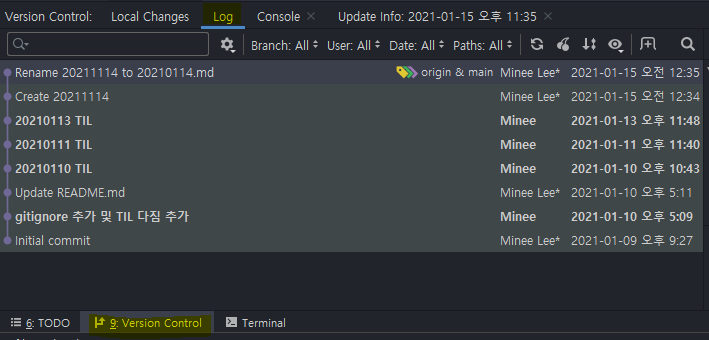 Version Control: Local Changes Log Console × Update Info: 2021-01-15 오후 11:35 ×
Branch: All User: All Date: All Paths: All
Rename 20211114 to 20210114.md origin & main Minee Lee* 2021-01-15 오전 12:35
Create 20211114 Minee Lee* 2021-01-15 오전 12:34
20210113 TIL Minee 2021-01-13 오후 11:48
20210111 TIL Minee 2021-01-11 오후 11:40
20210110 TIL Minee 2021-01-10 오후 10:43
Update README.md Minee Lee* 2021-01-10 오후 5:11
gitignore 추가 및 TIL 다짐 추가 Minee 2021-01-10 오후 5:09
Initial commit Minee Lee* 2021-01-09 오후 9:27
6: TODO 9: Version Control Terminal